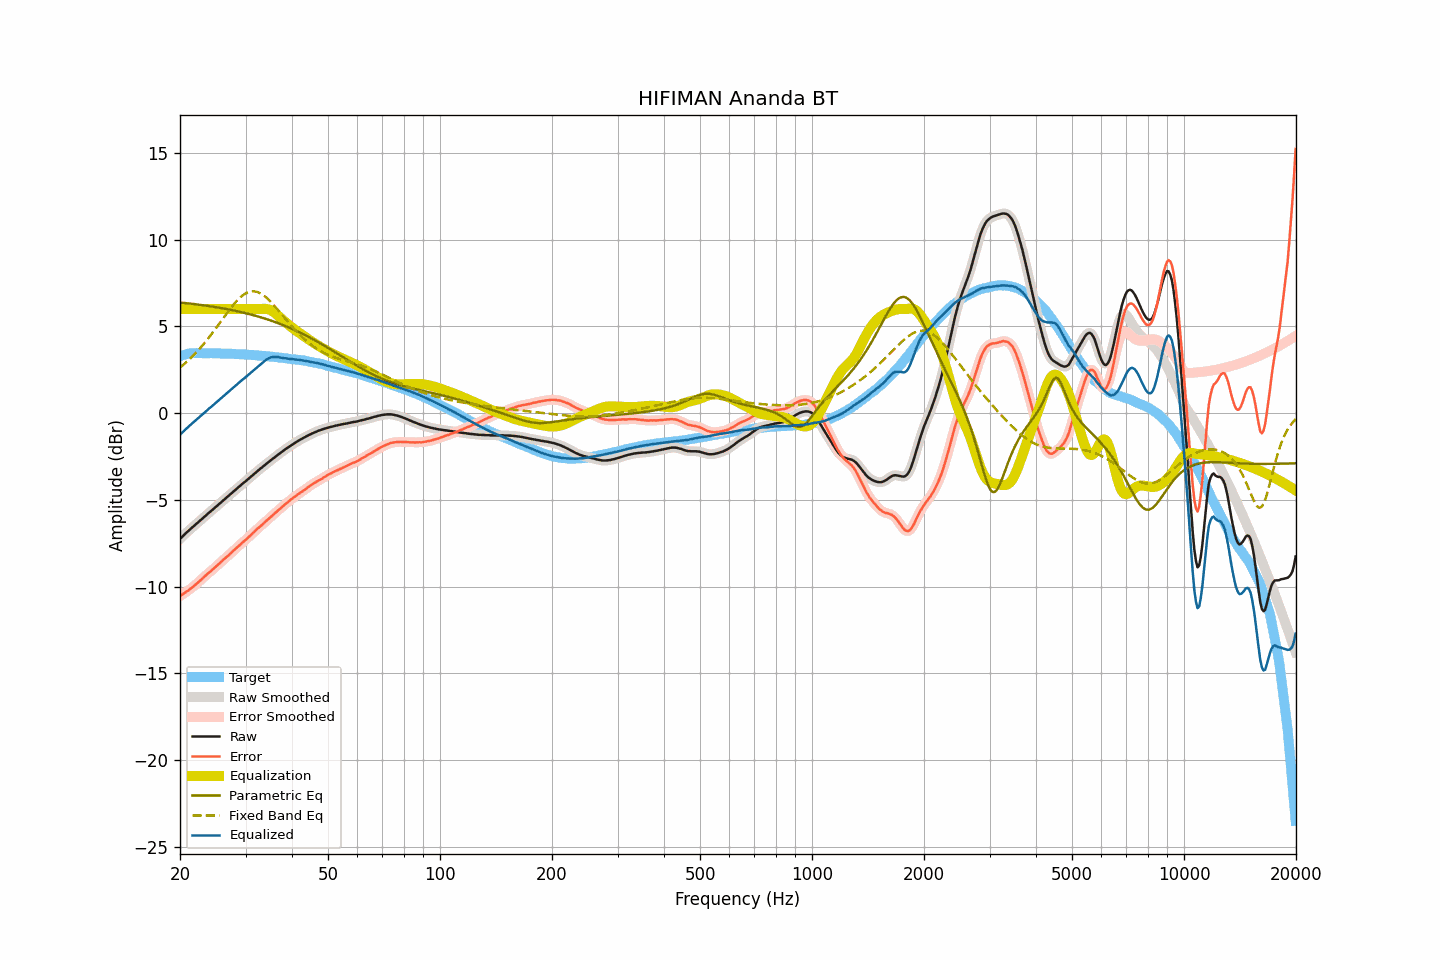 HIFIMAN Ananda BT
Amplitude (dBr)
15
10
5
0
−5
−10
−15
−20
−25
Target
Raw Smoothed
Error Smoothed
Raw
Error
Equalization
Parametric Eq
Fixed Band Eq
Equalized
20 50 100 200 500 1000 2000 5000 10000 20000
Frequency (Hz)